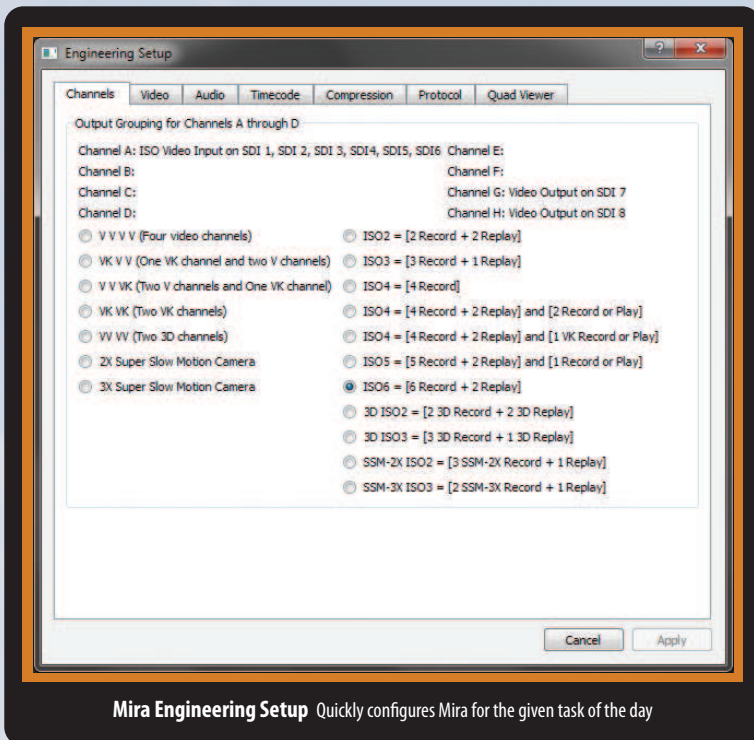 Engineering Setup
Channels Video Audio Timecode Compression Protocol Quad Viewer
Output Grouping for Channels A through D
Channel A: ISO Video Input on SDI 1, SDI 2, SDI 3, SDI4, SDI5, SDI6 Channel E:
Channel B: Channel F:
Channel C: Channel G: Video Output on SDI 7
Channel D: Channel H: Video Output on SDI 8
V V V V (Four video channels) ISO2 = [2 Record + 2 Replay]
VK V V (One VK channel and two V channels) ISO3 = [3 Record + 1 Replay]
V V VK (Two V channels and One VK channel) ISO4 = [4 Record]
VK VK (Two VK channels) ISO4 = [4 Record + 2 Replay] and [2 Record or Play]
VV VV (Two 3D channels) ISO4 = [4 Record + 2 Replay] and [1 VK Record or Play]
2X Super Slow Motion Camera ISO5 = [5 Record + 2 Replay] and [1 Record or Play]
3X Super Slow Motion Camera ISO6 = [6 Record + 2 Replay]
3D ISO2 = [2 3D Record + 2 3D Replay]
3D ISO3 = [3 3D Record + 1 3D Replay]
SSM-2X ISO2 = [3 SSM-2X Record + 1 Replay]
SSM-3X ISO3 = [2 SSM-3X Record + 1 Replay]
Cancel Apply
Mira Engineering Setup Quickly configures Mira for the given task of the day